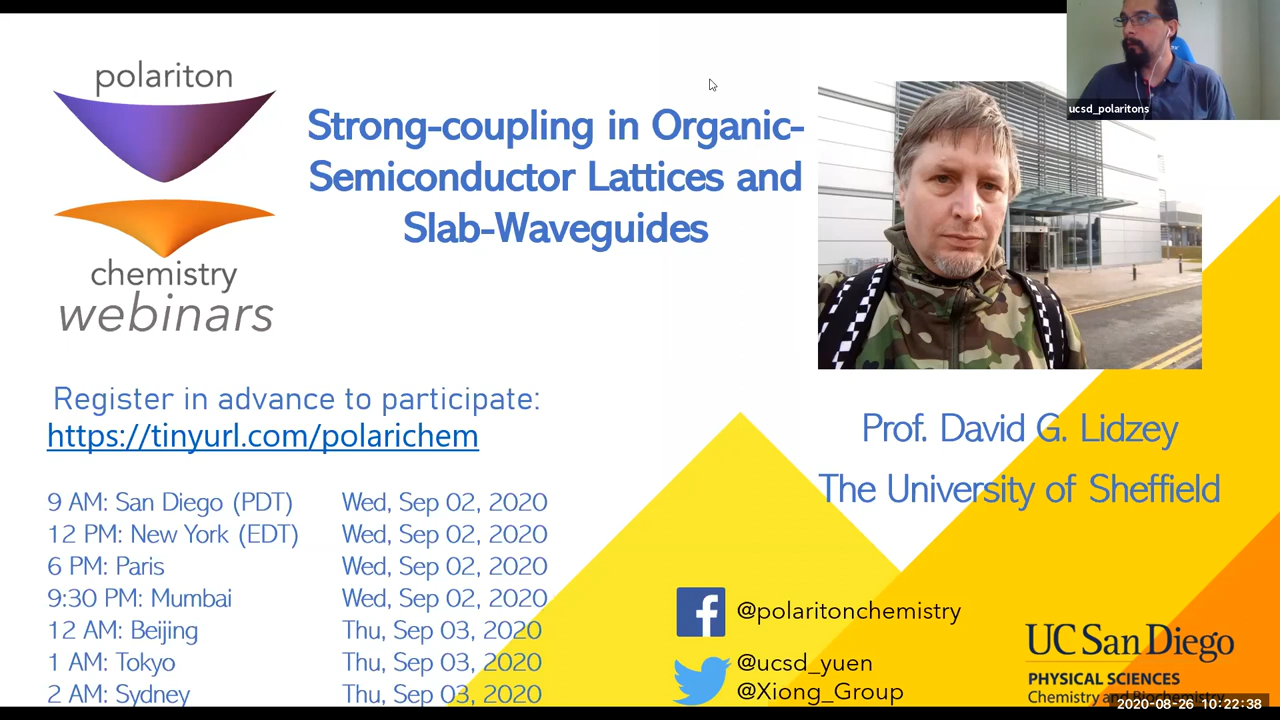 polariton
chemistry
webinars
Strong-coupling in Organic-
Semiconductor Lattices and
Slab-Waveguides
ucsd_polaritons
Register in advance to participate:
https://tinyurl.com/polarichem
9 AM: San Diego (PDT) Wed, Sep 02, 2020
12 PM: New York (EDT) Wed, Sep 02, 2020
6 PM: Paris Wed, Sep 02, 2020
9:30 PM: Mumbai Wed, Sep 02, 2020
12 AM: Beijing Thu, Sep 03, 2020
1 AM: Tokyo Thu, Sep 03, 2020
2 AM: Sydney Thu, Sep 03, 2020
Prof. David G. Lidzey
The University of Sheffield
@polaritonchemistry
@ucsd_yuen
@Xiong_Group
UC San Diego
PHYSICAL SCIENCES
Chemistry and Biochemistry
2020-08-26 10:22:38